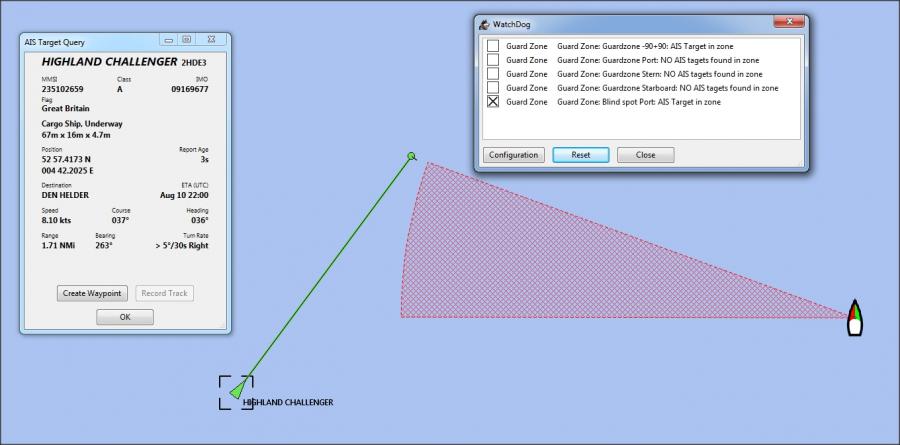 AIS Target Query
HIGHLAND CHALLENGER 2HDE3
MMSI Class IMO
235102659 A 09169677
Flag
Great Britain
Cargo Ship, Underway
67m x 16m x 4.7m
Position Report Age
52 57.4173 N 3s
004 42.2025 E
Destination ETA (UTC)
DEN HELDER Aug 10 22:00
Speed Course Heading
8.10 kts 037° 036°
Range Bearing Turn Rate
1.71 NMi 263° > 5°/30s Right
Create Waypoint Record Track
OK
WatchDog
Guard Zone Guard Zone: Guardzone -90+90: AIS Target in zone
Guard Zone Guard Zone: Guardzone Port: NO AIS tagets found in zone
Guard Zone Guard Zone: Guardzone Stern: NO AIS tagets found in zone
Guard Zone Guard Zone: Guardzone Starboard: NO AIS tagets found in zone
Guard Zone Guard Zone: Blind spot Port: AIS Target in zone
Configuration Reset Close
HIGHLAND CHALLENGER